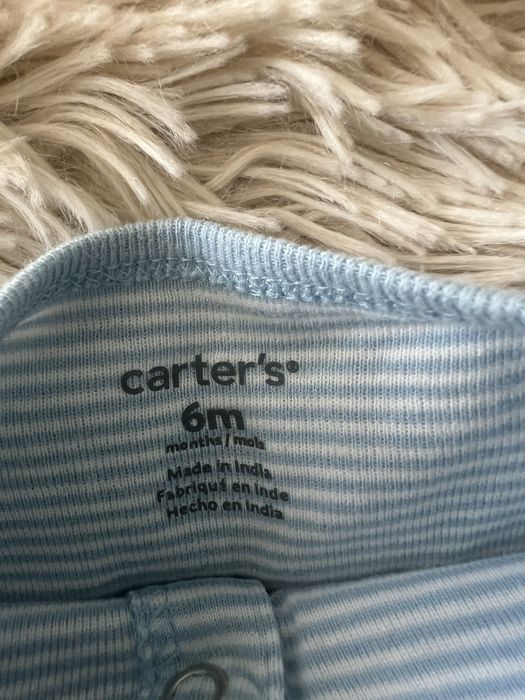 carter's®
6m
months / mois
Made in India
Fabriqué en Inde
Hecho en India